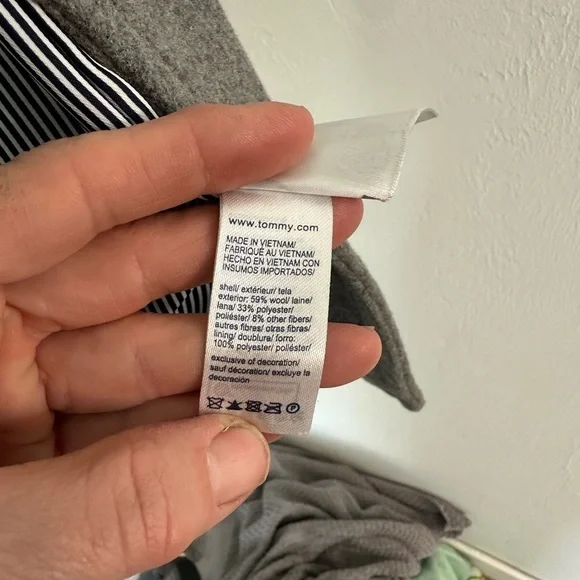 www.tommy.com
MADE IN VIETNAM/
FABRIQUÉ AU VIETNAM/
HECHO EN VIETNAM CON
INSUMOS IMPORTADOS/
shell/ extérieur/ tela
exterior: 59% wool/ laine/
lana/ 33% polyester/
poliéster/ 8% other fibers/
autres fibres/ otras fibras/
lining/ doublure/ forro:
100% polyester/ poliéster/
exclusive of decoration/
sauf décoration/ excluye la
decoración
P